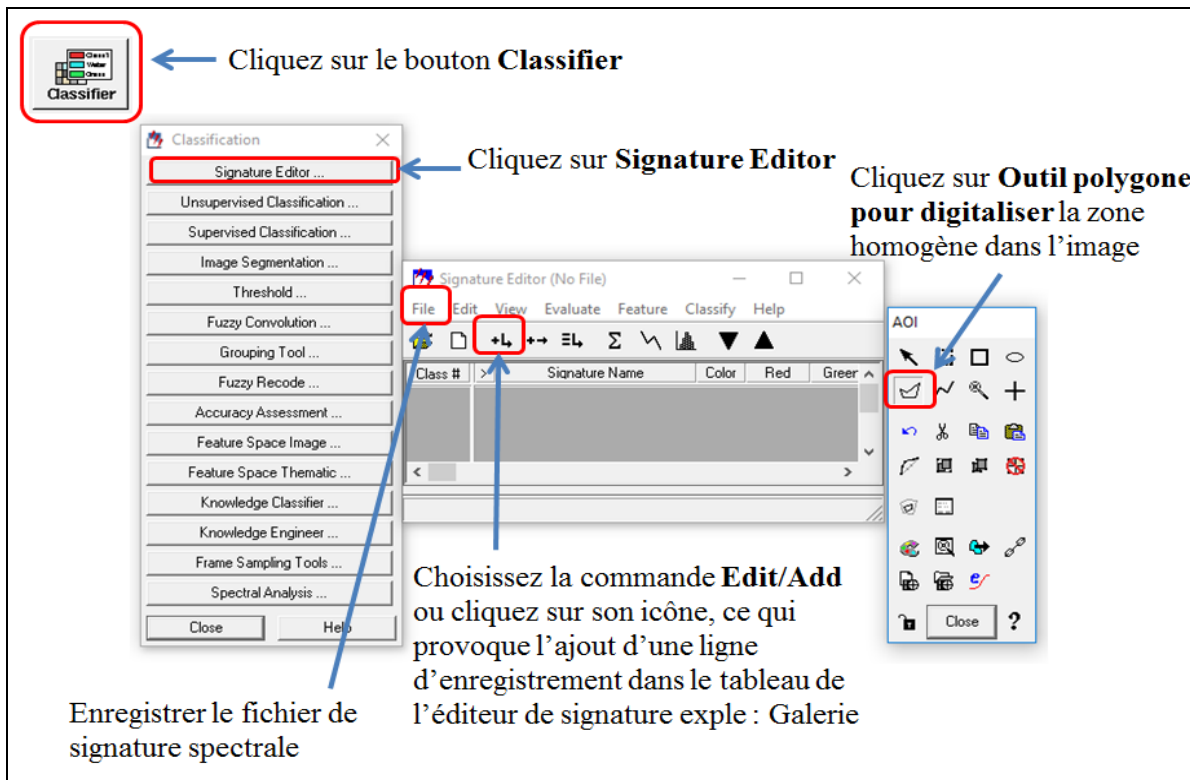 Class1
Water
Grass
Classifier
Cliquez sur le bouton Classifier
Classification
Signature Editor ...
Unsupervised Classification ...
Supervised Classification ...
Image Segmentation ...
Threshold ...
Fuzzy Convolution ...
Grouping Tool ...
Fuzzy Recode ...
Accuracy Assessment ...
Feature Space Image ...
Feature Space Thematic ...
Knowledge Classifier ...
Knowledge Engineer ...
Frame Sampling Tools ...
Spectral Analysis ...
Close Help
Cliquez sur Signature Editor
Cliquez sur Outil polygone
pour digitaliser la zone
homogène dans l’image
Signature Editor (No File)
File Edit View Evaluate Feature Classify Help
Class # > Signature Name Color Red Greer
AOI
Close ?
Choisissez la commande Edit/Add
ou cliquez sur son icône, ce qui
provoque l’ajout d’une ligne
d’enregistrement dans le tableau de
l’éditeur de signature exple : Galerie
Enregistrer le fichier de
signature spectrale